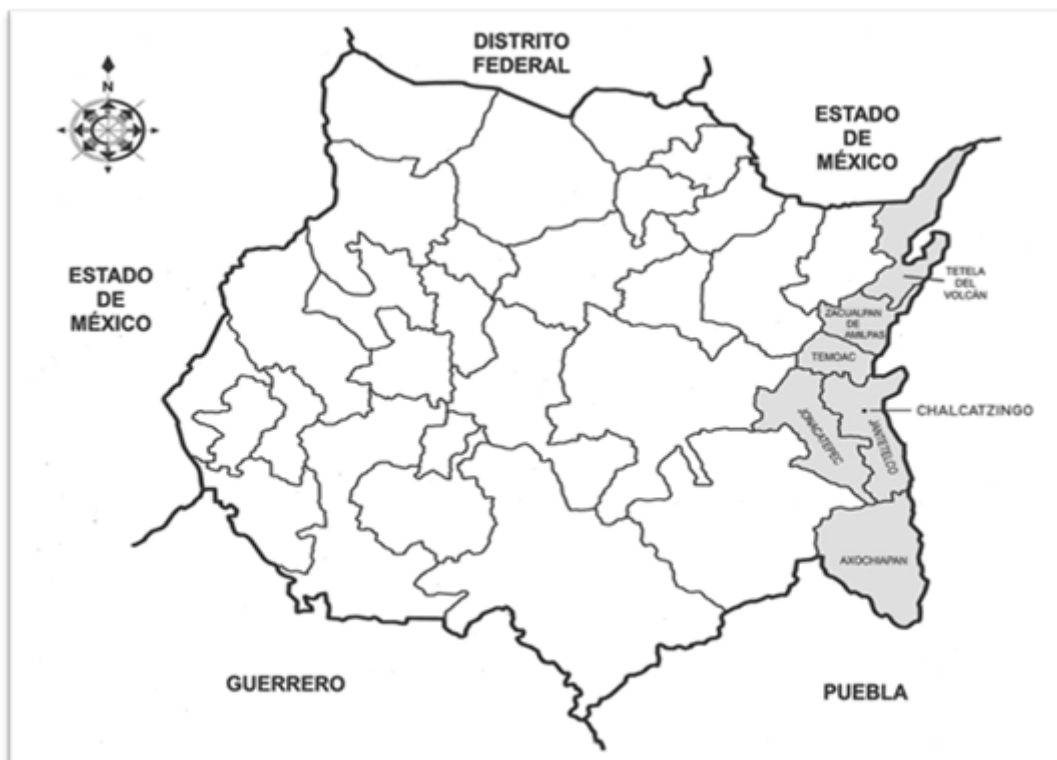 DISTRITO
FEDERAL
N
ESTADO
DE
MÉXICO
ESTADO
DE
MÉXICO
TETELA
DEL
VOLCÁN
ZACUALPAN
DE
AMILPAS
TEMOAC
CHALCATZINGO
JONACATEPEC
JANTETELCO
AXOCHIAPAN
GUERRERO
PUEBLA